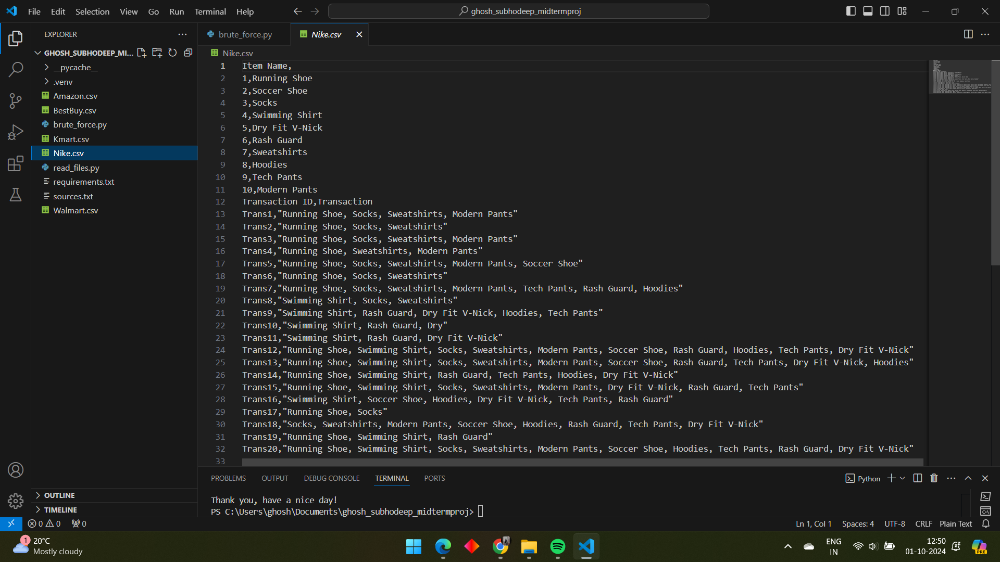 File Edit Selection View Go Run Terminal Help
ghosh_subhodeep_midtermproj
EXPLORER
GHOSH_SUBHODEEP_MI...
__pycache__
.venv
Amazon.csv
BestBuy.csv
brute_force.py
Kmart.csv
Nike.csv
read_files.py
requirements.txt
sources.txt
Walmart.csv
OUTLINE
TIMELINE
brute_force.py
Nike.csv
Nike.csv
1 Item Name,
2 1,Running Shoe
3 2,Soccer Shoe
4 3,Socks
5 4,Swimming Shirt
6 5,Dry Fit V-Nick
7 6,Rash Guard
8 7,Sweatshirts
9 8,Hoodies
10 9,Tech Pants
11 10,Modern Pants
12 Transaction ID,Transaction
13 Trans1,"Running Shoe, Socks, Sweatshirts, Modern Pants"
14 Trans2,"Running Shoe, Socks, Sweatshirts"
15 Trans3,"Running Shoe, Socks, Sweatshirts, Modern Pants"
16 Trans4,"Running Shoe, Sweatshirts, Modern Pants"
17 Trans5,"Running Shoe, Socks, Sweatshirts, Modern Pants, Soccer Shoe"
18 Trans6,"Running Shoe, Socks, Sweatshirts"
19 Trans7,"Running Shoe, Socks, Sweatshirts, Modern Pants, Tech Pants, Rash Guard, Hoodies"
20 Trans8,"Swimming Shirt, Socks, Sweatshirts"
21 Trans9,"Swimming Shirt, Rash Guard, Dry Fit V-Nick, Hoodies, Tech Pants"
22 Trans10,"Swimming Shirt, Rash Guard, Dry"
23 Trans11,"Swimming Shirt, Rash Guard, Dry Fit V-Nick"
24 Trans12,"Running Shoe, Swimming Shirt, Socks, Sweatshirts, Modern Pants, Soccer Shoe, Rash Guard, Hoodies, Tech Pants, Dry Fit V-Nick"
25 Trans13,"Running Shoe, Swimming Shirt, Socks, Sweatshirts, Modern Pants, Soccer Shoe, Rash Guard, Tech Pants, Dry Fit V-Nick, Hoodies"
26 Trans14,"Running Shoe, Swimming Shirt, Rash Guard, Tech Pants, Hoodies, Dry Fit V-Nick"
27 Trans15,"Running Shoe, Swimming Shirt, Socks, Sweatshirts, Modern Pants, Dry Fit V-Nick, Rash Guard, Tech Pants"
28 Trans16,"Swimming Shirt, Soccer Shoe, Hoodies, Dry Fit V-Nick, Tech Pants, Rash Guard"
29 Trans17,"Running Shoe, Socks"
30 Trans18,"Socks, Sweatshirts, Modern Pants, Soccer Shoe, Hoodies, Rash Guard, Tech Pants, Dry Fit V-Nick"
31 Trans19,"Running Shoe, Swimming Shirt, Rash Guard"
32 Trans20,"Running Shoe, Swimming Shirt, Socks, Sweatshirts, Modern Pants, Soccer Shoe, Hoodies, Tech Pants, Rash Guard, Dry Fit V-Nick"
33
PROBLEMS OUTPUT DEBUG CONSOLE TERMINAL PORTS
Python
Thank you, have a nice day!
PS C:\Users\ghosh\Documents\ghosh_subhodeep_midtermproj>
0 0 0
Ln 1, Col 1 Spaces: 4 UTF-8 CRLF Plain Text
1
20°C
Mostly cloudy
ENG
IN
12:50
01-10-2024
PRE